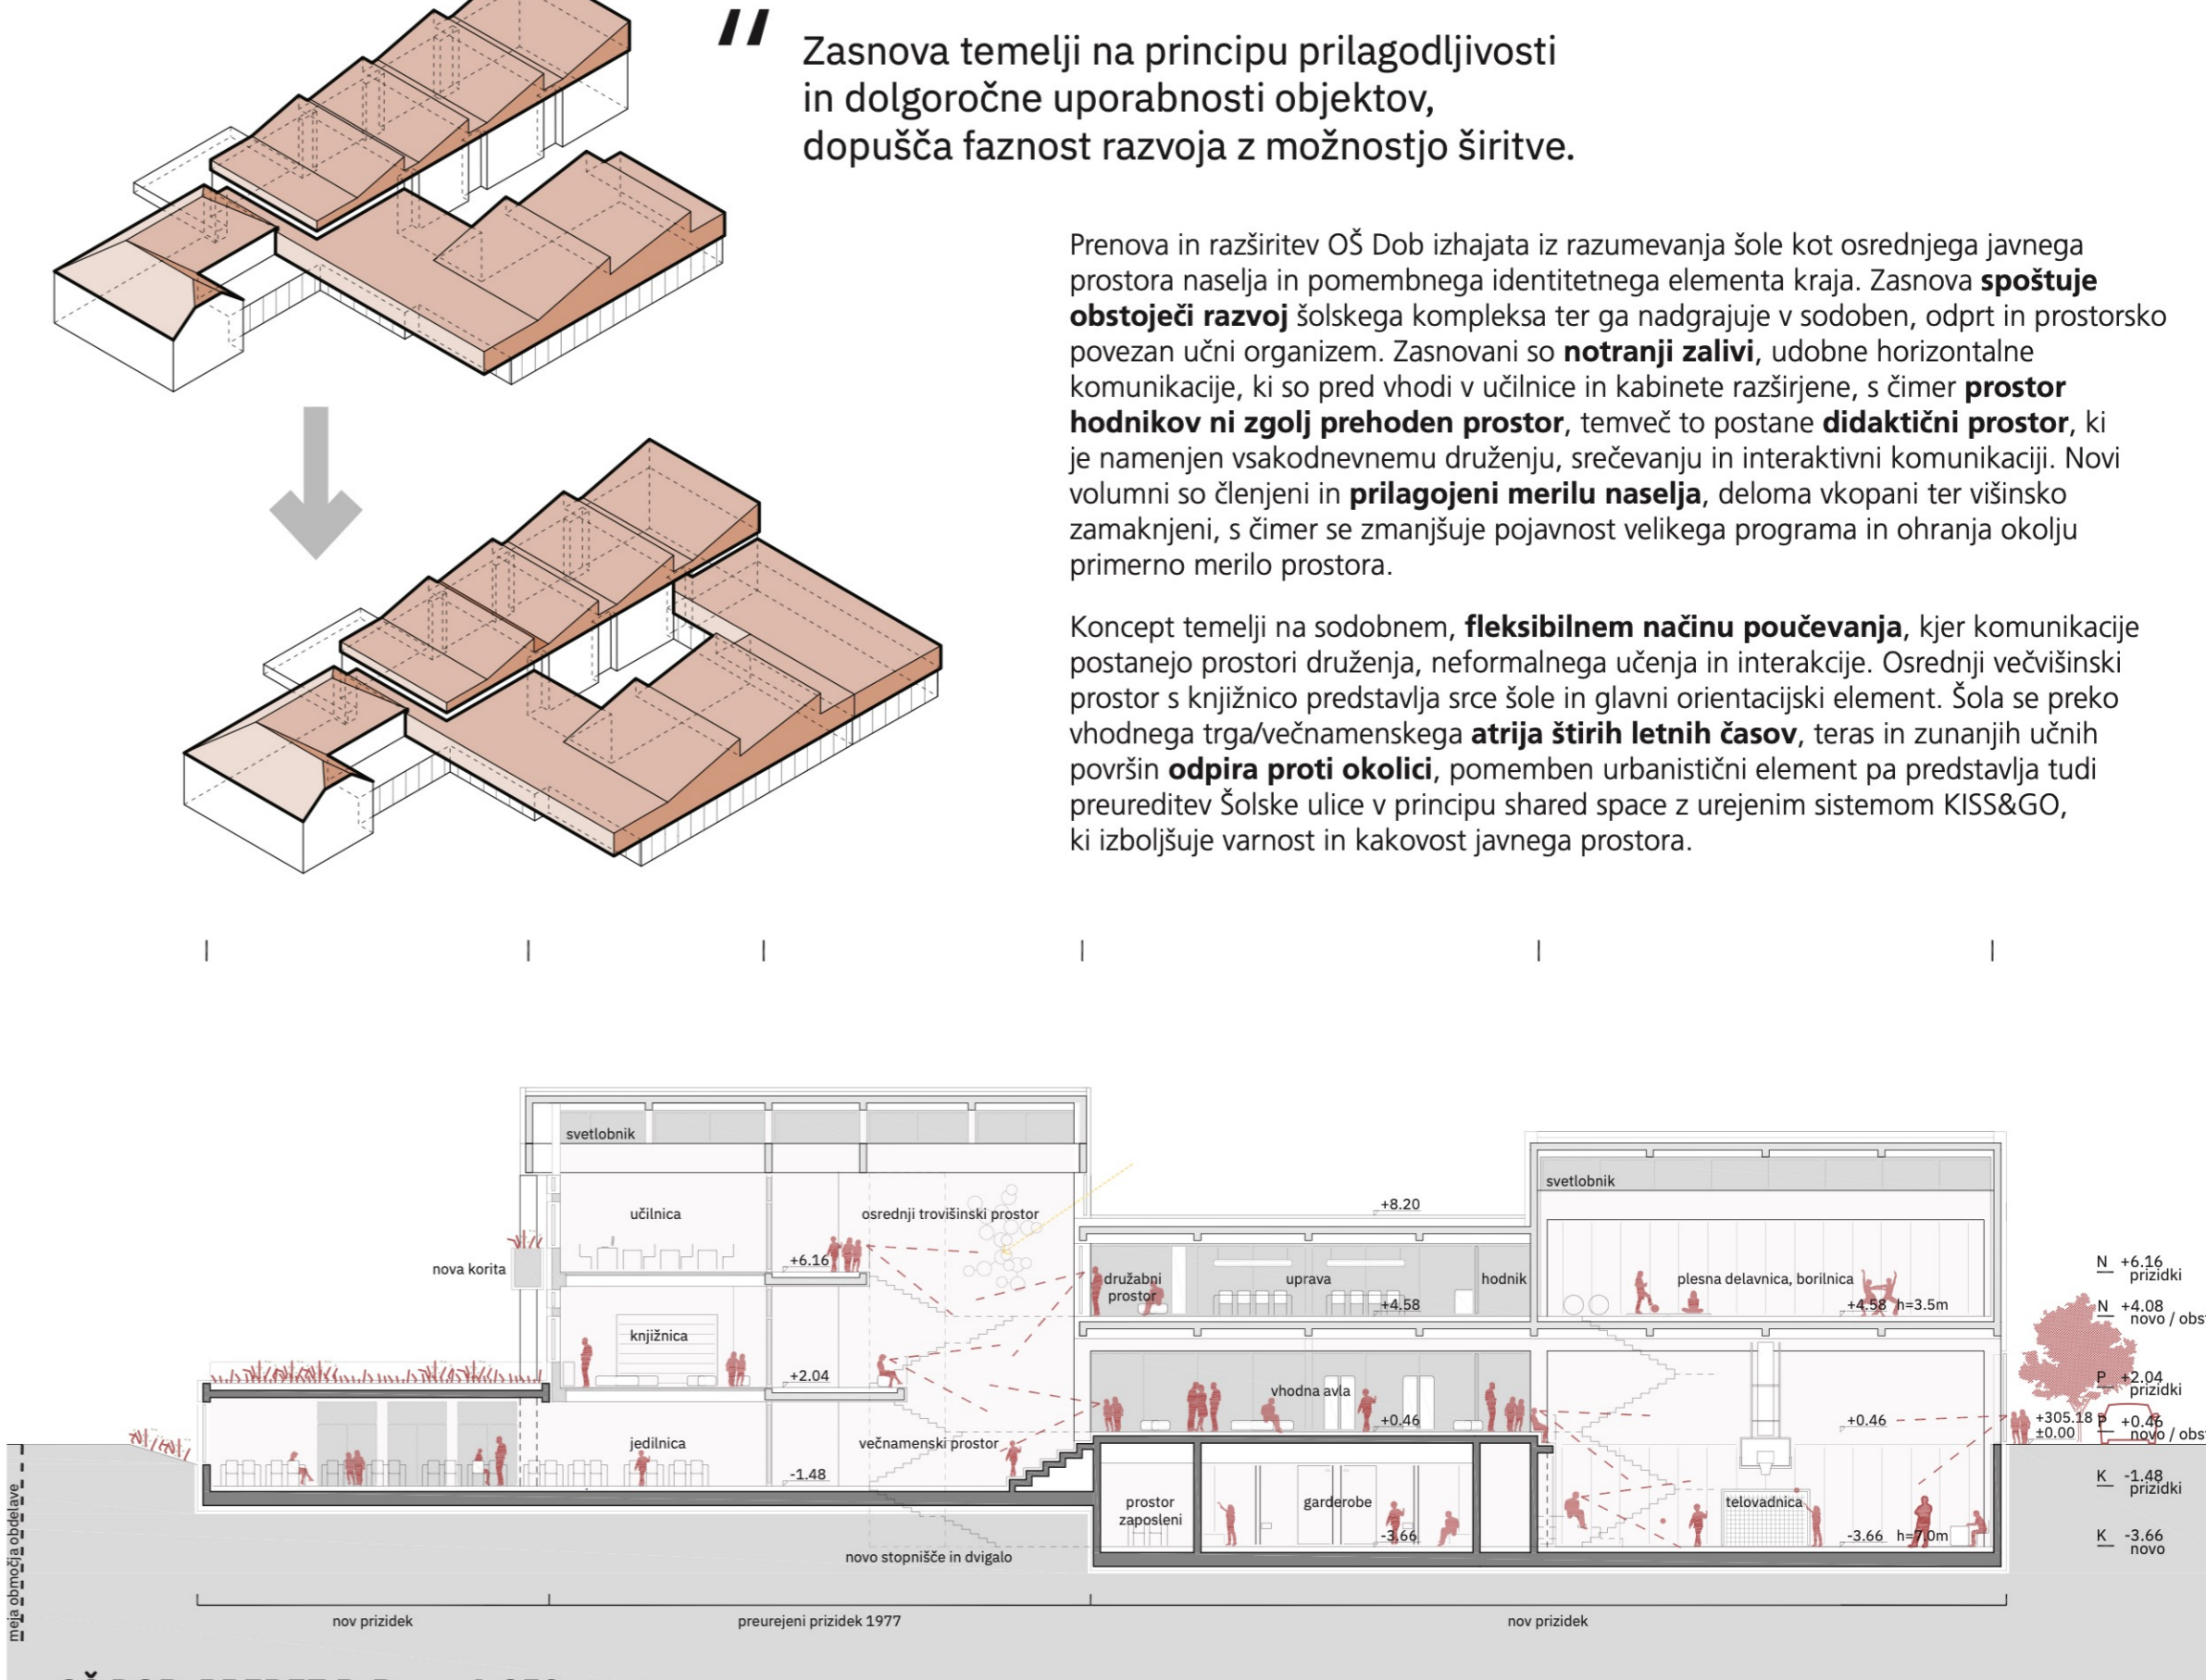 “
Zasnova temelji na principu prilagodljivosti
in dolgoročne uporabnosti objektov,
dopušča faznost razvoja z možnostjo širitve.
Prenova in razširitev OŠ Dob izhajata iz razumevanja šole kot osrednjega javnega
prostora naselja in pomembnega identitetnega elementa kraja. Zasnova spoštuje
obstoječi razvoj šolskega kompleksa ter ga nadgrajuje v sodoben, odprt in prostorsko
povezan učni organizem. Zasnovani so notranji zalivi, udobne horizontalne
komunikacije, ki so pred vhodi v učilnice in kabinete razširjene, s čimer prostor
hodnikov ni zgolj prehoden prostor, temveč to postane didaktični prostor, ki
je namenjen vsakodnevnemu druženju, srečevanju in interaktivni komunikaciji. Novi
volumni so členjeni in prilagojeni merilu naselja, deloma vkopani ter višinsko
zamaknjeni, s čimer se zmanjšuje pojavnost velikega programa in ohranja okolju
primerno merilo prostora.
Koncept temelji na sodobnem, fleksibilnem načinu poučevanja, kjer komunikacije
postanejo prostori druženja, neformalnega učenja in interakcije. Osrednji večvišinski
prostor s knjižnico predstavlja srce šole in glavni orientacijski element. Šola se preko
vhodnega trga/večnamenskega atrija štirih letnih časov, teras in zunanjih učnih
površin odpira proti okolici, pomemben urbanistični element pa predstavlja tudi
preureditev Šolske ulice v principu shared space z urejenim sistemom KISS&GO,
ki izboljšuje varnost in kakovost javnega prostora.
svetlobnik
učilnica
osrednji trovišinski prostor
+6.16
nova korita
knjižnica
+2.04
jedilnica
večnamenski prostor
-1.48
novo stopnišče in dvigalo
+8.20
družabni
prostor
uprava
hodnik
+4.58
vhodna avla
+0.46
prostor
zaposleni
garderobe
-3.66
svetlobnik
plesna delavnica, borilnica
+4.58 h=3.5m
+0.46
telovadnica
-3.66 h=7.0m
N +6.16
prizidki
N +4.08
novo / obs
P +2.04
prizidki
+305.18
±0.00
P +0.46
novo / obs
K -1.48
prizidki
K -3.66
novo
meja območja obdelave
nov prizidek
preurejeni prizidek 1977
nov prizidek